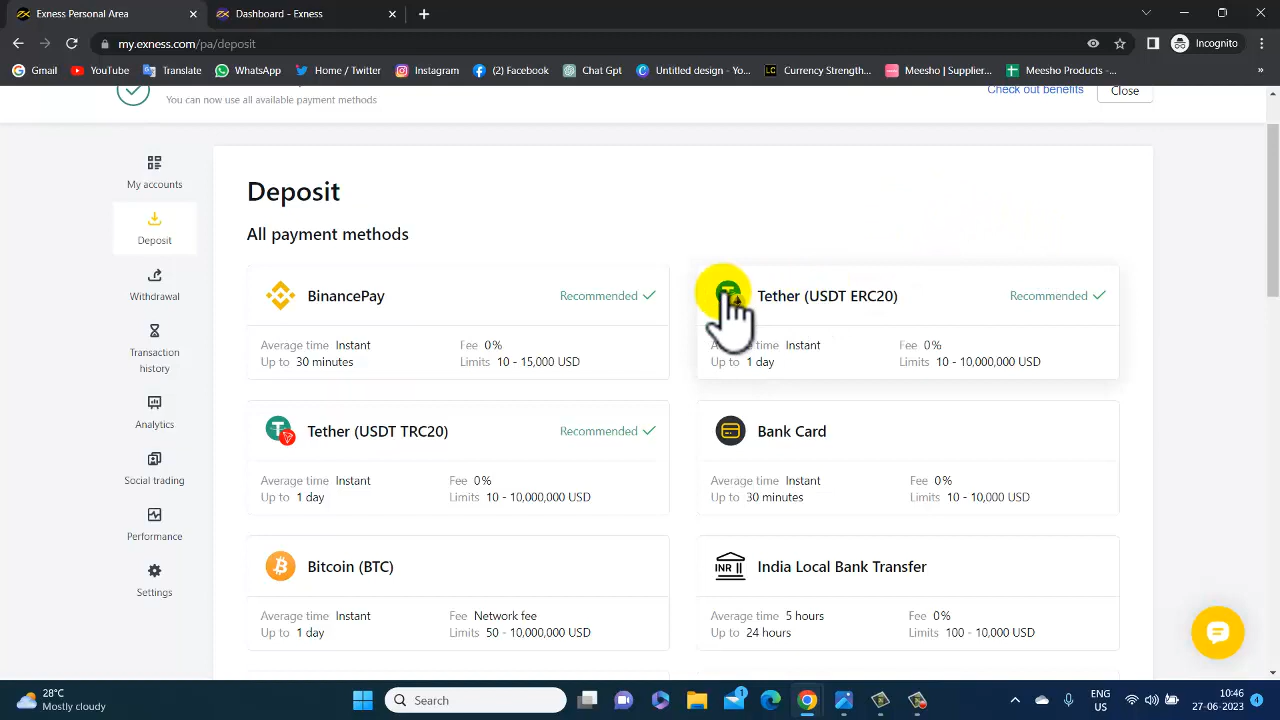 Exness Personal Area
Dashboard - Exness
my.exness.com/pa/deposit
Incognito
Gmail
YouTube
Translate
WhatsApp
Home / Twitter
Instagram
(2) Facebook
Chat Gpt
Untitled design - Yo...
Currency Strength...
Meesho | Supplier...
Meesho Products -...
You can now use all available payment methods
Check out benefits
Close
My accounts
Deposit
Withdrawal
Transaction
history
Analytics
Social trading
Performance
Settings
Deposit
All payment methods
BinancePay
Recommended
Average time Instant
Fee 0%
Up to 30 minutes
Limits 10 - 15,000 USD
Tether (USDT ERC20)
Recommended
time Instant
Fee 0%
Up to 1 day
Limits 10 - 10,000,000 USD
Tether (USDT TRC20)
Recommended
Average time Instant
Fee 0%
Up to 1 day
Limits 10 - 10,000,000 USD
Bank Card
Average time Instant
Fee 0%
Up to 30 minutes
Limits 10 - 10,000 USD
Bitcoin (BTC)
Average time Instant
Fee Network fee
Up to 1 day
Limits 50 - 10,000,000 USD
INR
India Local Bank Transfer
Average time 5 hours
Fee 0%
Up to 24 hours
Limits 100 - 10,000 USD
28°C
Mostly cloudy
Search
1
ENG
US
10:46
27-06-2023
4